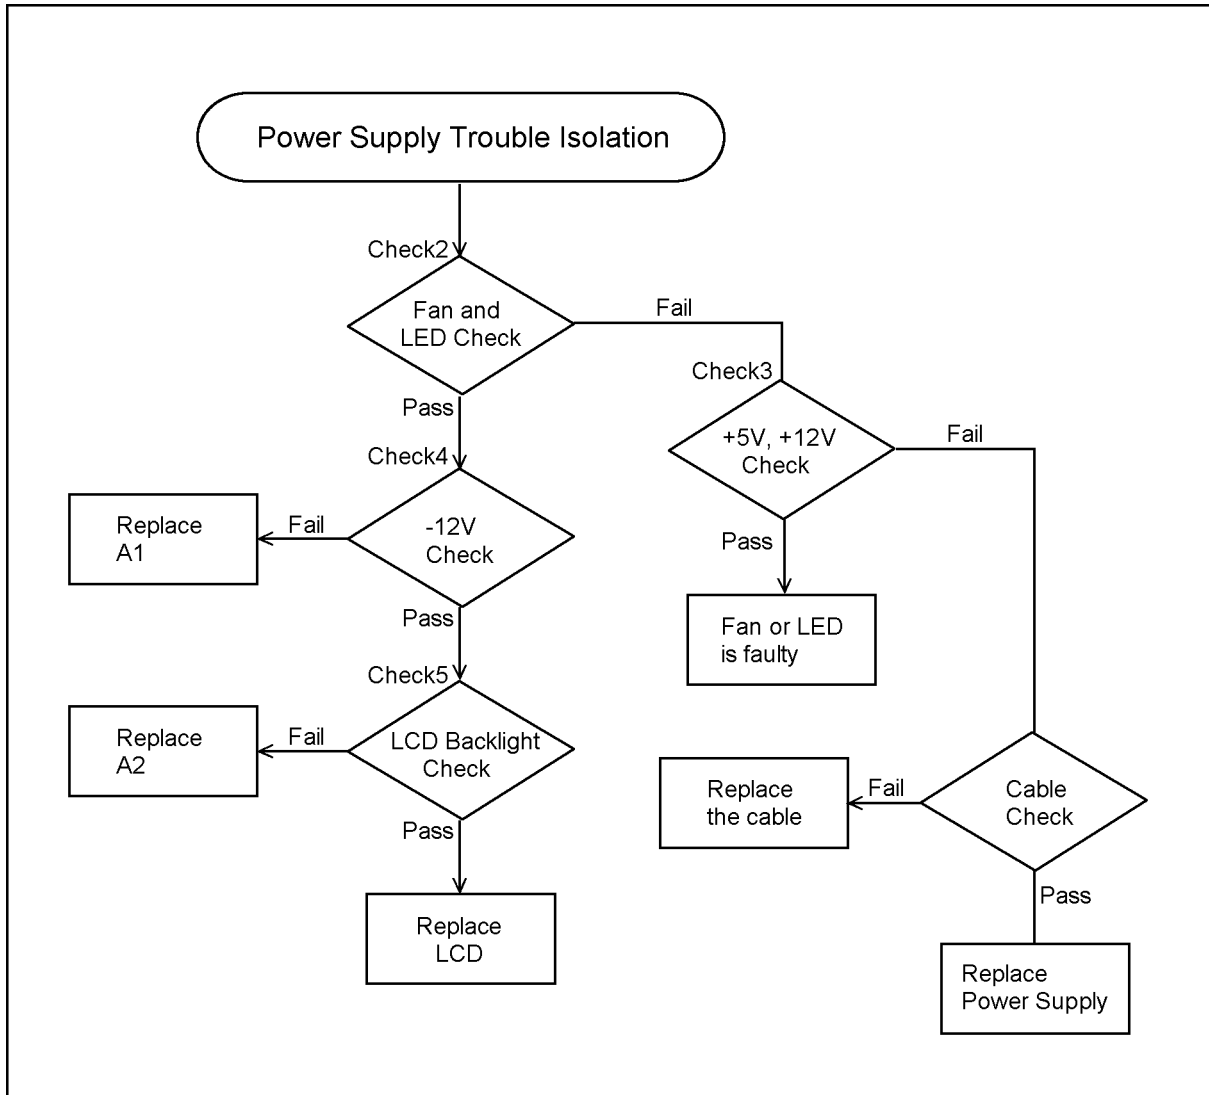 Power Supply Trouble Isolation
Check2
Fan and
LED Check
Fail
Pass
Check3
+5V, +12V
Check
Fail
Pass
Fan or LED
is faulty
Check4
-12V
Check
Fail
Replace
A1
Pass
Check5
LCD Backlight
Check
Fail
Replace
A2
Pass
Replace
LCD
Cable
Check
Fail
Replace
the cable
Pass
Replace
Power Supply